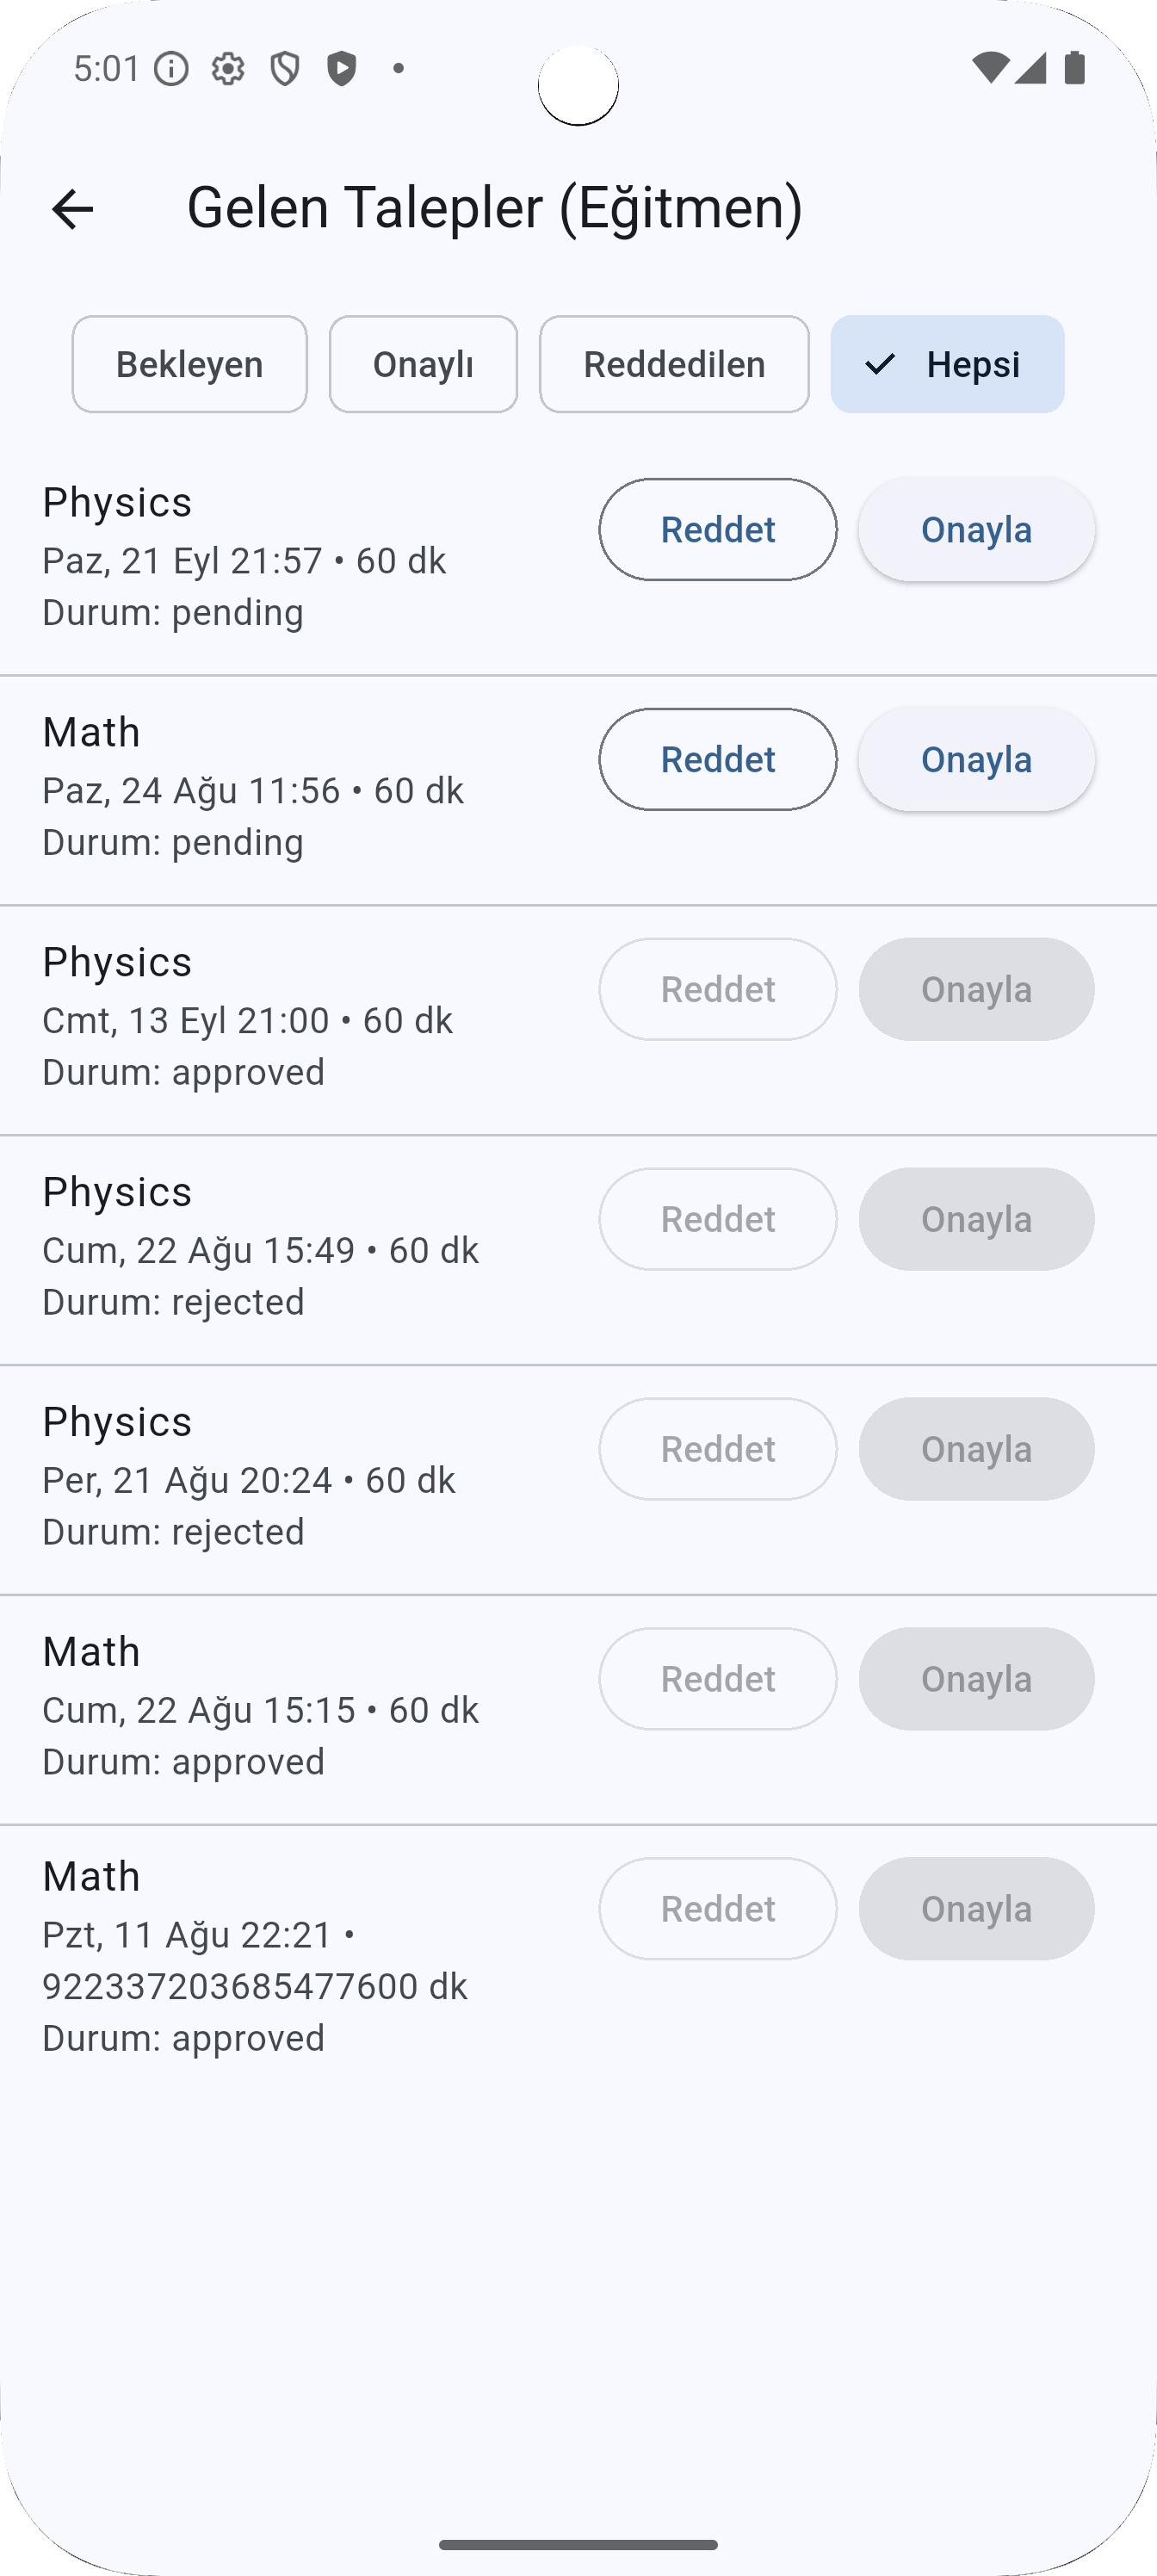 5:01
Gelen Talepler (Eğitmen)
Bekleyen Onaylı Reddedilen Hepsi
Physics
Paz, 21 Eyl 21:57 • 60 dk
Durum: pending
Reddet Onayla
Math
Paz, 24 Ağu 11:56 • 60 dk
Durum: pending
Reddet Onayla
Physics
Cmt, 13 Eyl 21:00 • 60 dk
Durum: approved
Reddet Onayla
Physics
Cum, 22 Ağu 15:49 • 60 dk
Durum: rejected
Reddet Onayla
Physics
Per, 21 Ağu 20:24 • 60 dk
Durum: rejected
Reddet Onayla
Math
Cum, 22 Ağu 15:15 • 60 dk
Durum: approved
Reddet Onayla
Math
Pzt, 11 Ağu 22:21 •
922337203685477600 dk
Durum: approved
Reddet Onayla